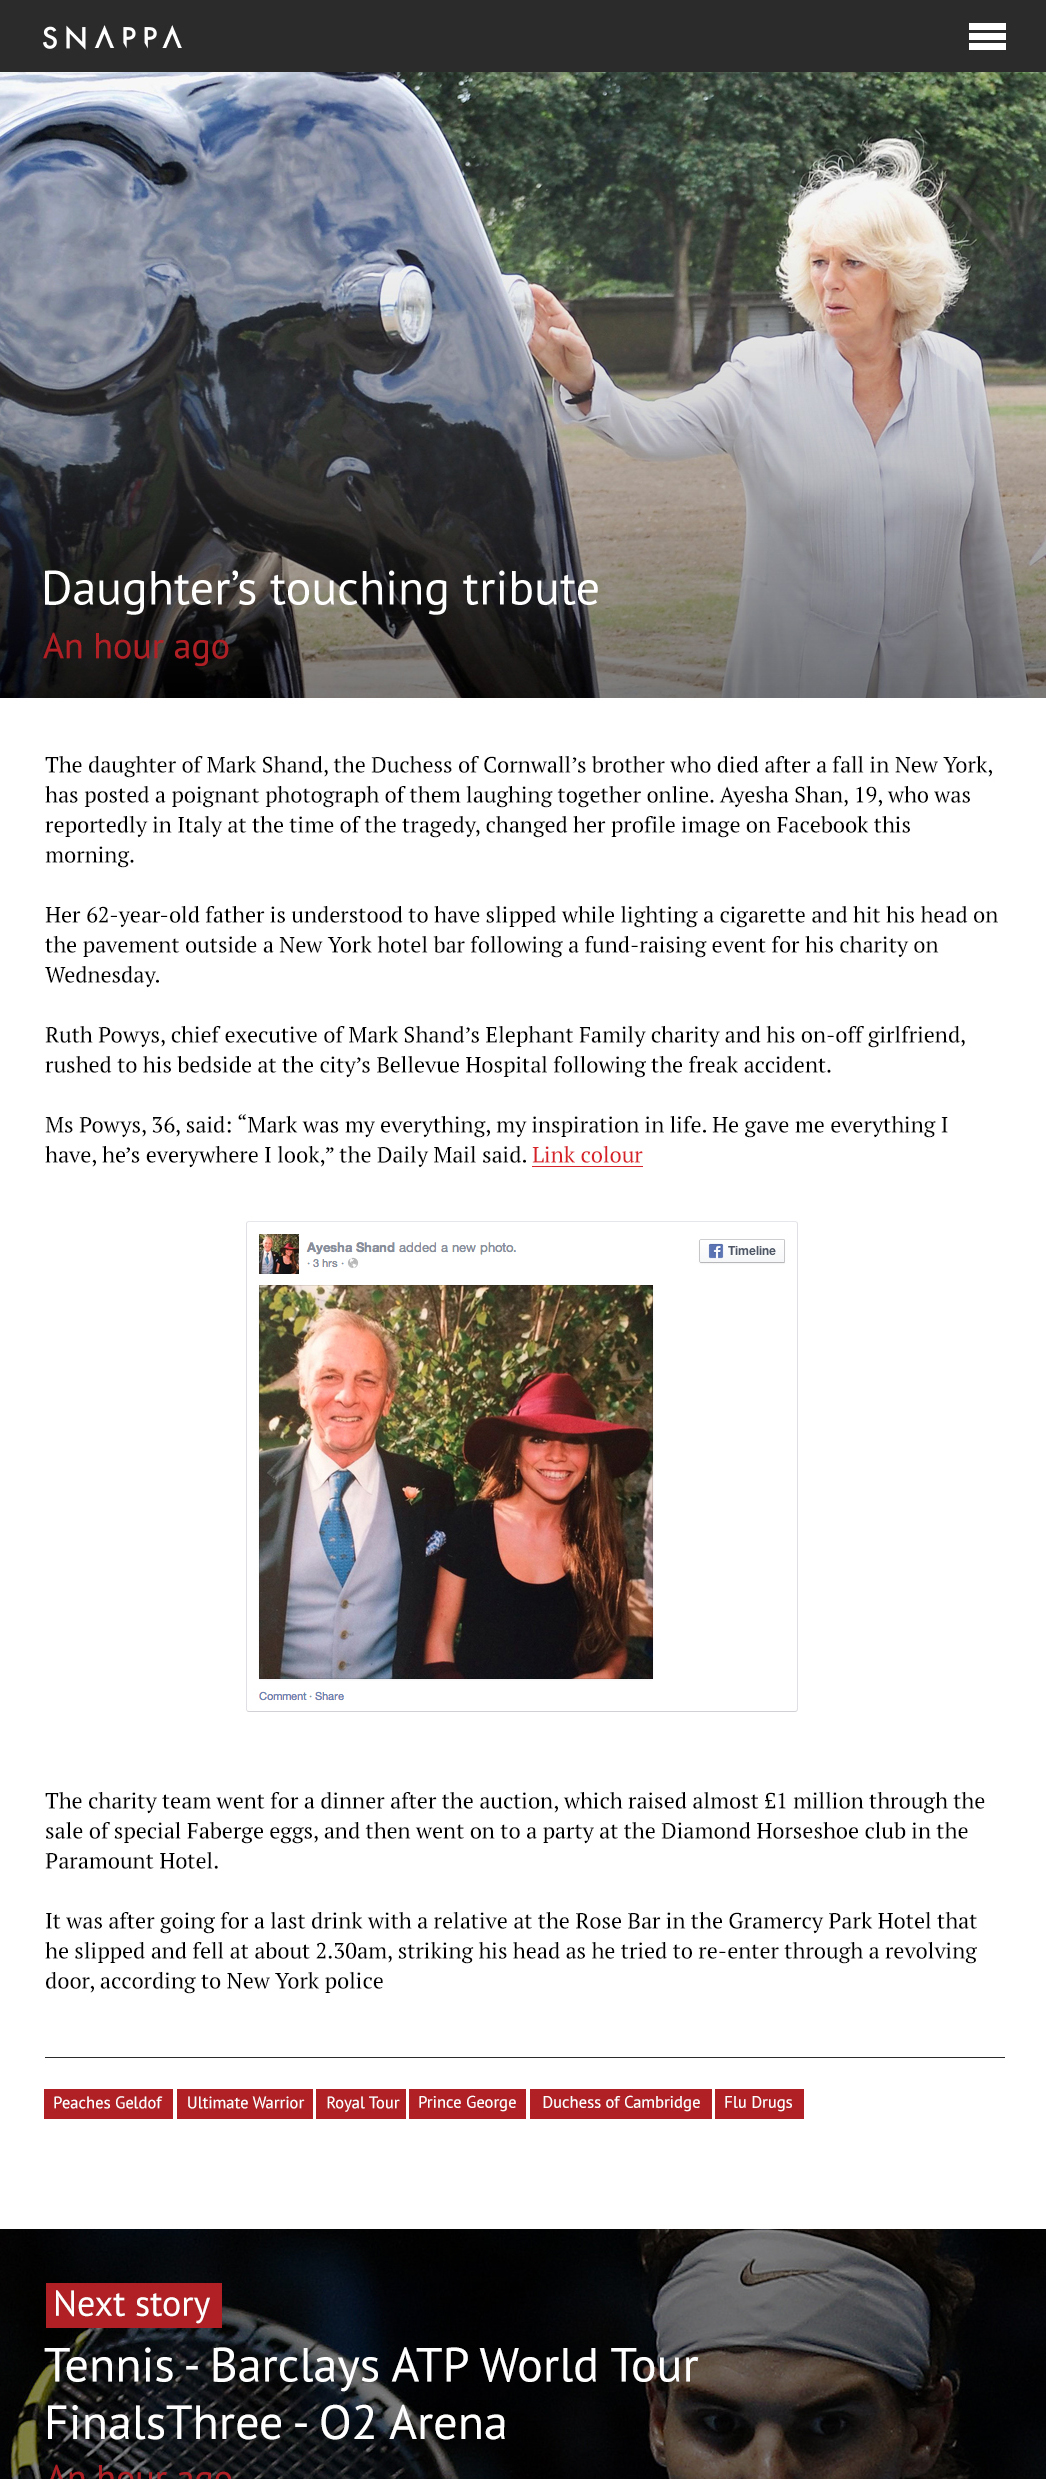 SNAPPA
Daughter’s touching tribute
An hour ago
The daughter of Mark Shand, the Duchess of Cornwall’s brother who died after a fall in New York,
has posted a poignant photograph of them laughing together online. Ayesha Shan, 19, who was
reportedly in Italy at the time of the tragedy, changed her profile image on Facebook this
morning.
Her 62-year-old father is understood to have slipped while lighting a cigarette and hit his head on
the pavement outside a New York hotel bar following a fund-raising event for his charity on
Wednesday.
Ruth Powys, chief executive of Mark Shand’s Elephant Family charity and his on-off girlfriend,
rushed to his bedside at the city’s Bellevue Hospital following the freak accident.
Ms Powys, 36, said: “Mark was my everything, my inspiration in life. He gave me everything I
have, he’s everywhere I look,” the Daily Mail said. Link colour
Ayesha Shand added a new photo.
· 3 hrs ·
Timeline
Comment · Share
The charity team went for a dinner after the auction, which raised almost £1 million through the
sale of special Faberge eggs, and then went on to a party at the Diamond Horseshoe club in the
Paramount Hotel.
It was after going for a last drink with a relative at the Rose Bar in the Gramercy Park Hotel that
he slipped and fell at about 2.30am, striking his head as he tried to re-enter through a revolving
door, according to New York police
Peaches Geldof Ultimate Warrior Royal Tour Prince George Duchess of Cambridge Flu Drugs
Next story
Tennis - Barclays ATP World Tour
FinalsThree - O2 Arena
An hour ago